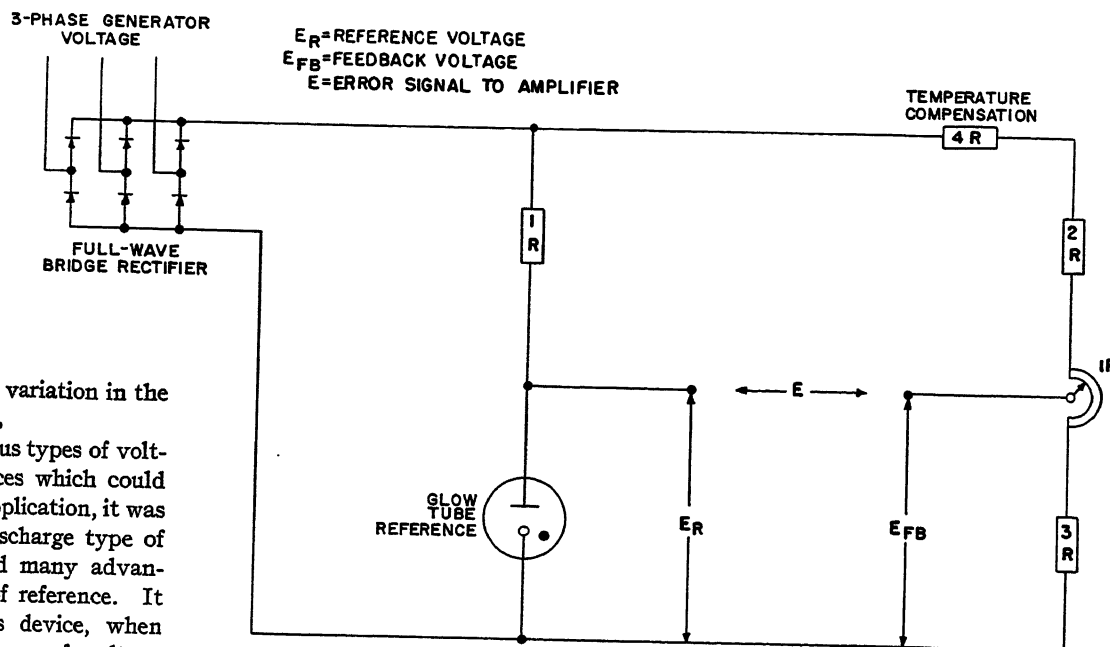 3-PHASE GENERATOR
VOLTAGE
E_R=REFERENCE VOLTAGE
E_FB=FEEDBACK VOLTAGE
E=ERROR SIGNAL TO AMPLIFIER
TEMPERATURE
COMPENSATION
4R
1
R
2
R
FULL-WAVE
BRIDGE RECTIFIER
E
GLOW
TUBE
REFERENCE
E_R
E_FB
3
R
variation in the
us types of volt-
ces which could
plication, it was
scharge type of
many advan-
f reference. It
s device, when